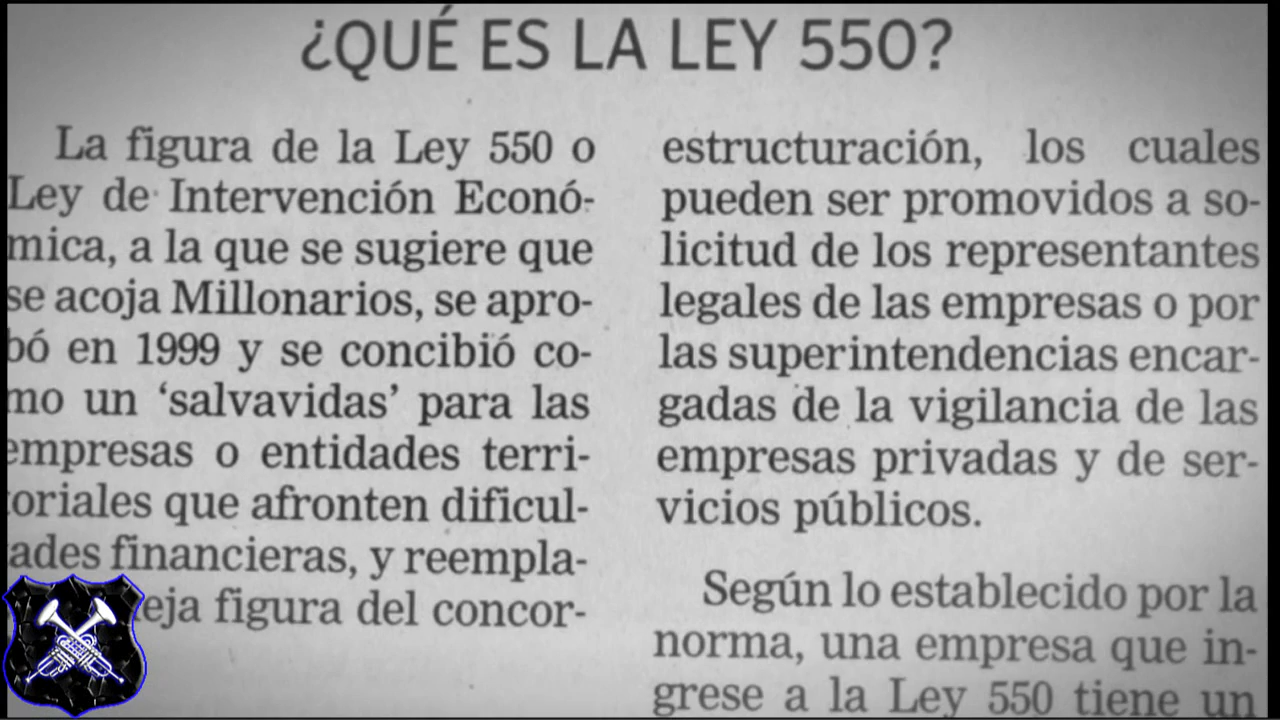 ¿QUÉ ES LA LEY 550?
La figura de la Ley 550 o
Ley de Intervención Econó-
mica, a la que se sugiere que
se acoja Millonarios, se apro-
bó en 1999 y se concibió co-
mo un ‘salvavidas’ para las
empresas o entidades terri-
toriales que afronten dificul-
ades financieras, y reempla-
eja figura del concor-
estructuración, los cuales
pueden ser promovidos a so-
licitud de los representantes
legales de las empresas o por
las superintendencias encar-
gadas de la vigilancia de las
empresas privadas y de ser-
vicios públicos.
Según lo establecido por la
norma, una empresa que in-
grese a la Ley 550 tiene un